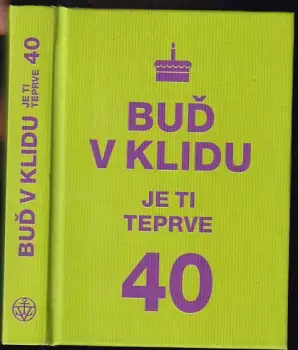 BUĎ V KLIDU JE TI
TEPRVE 40
BUĎ
V KLIDU
JE TI
TEPRVE
40